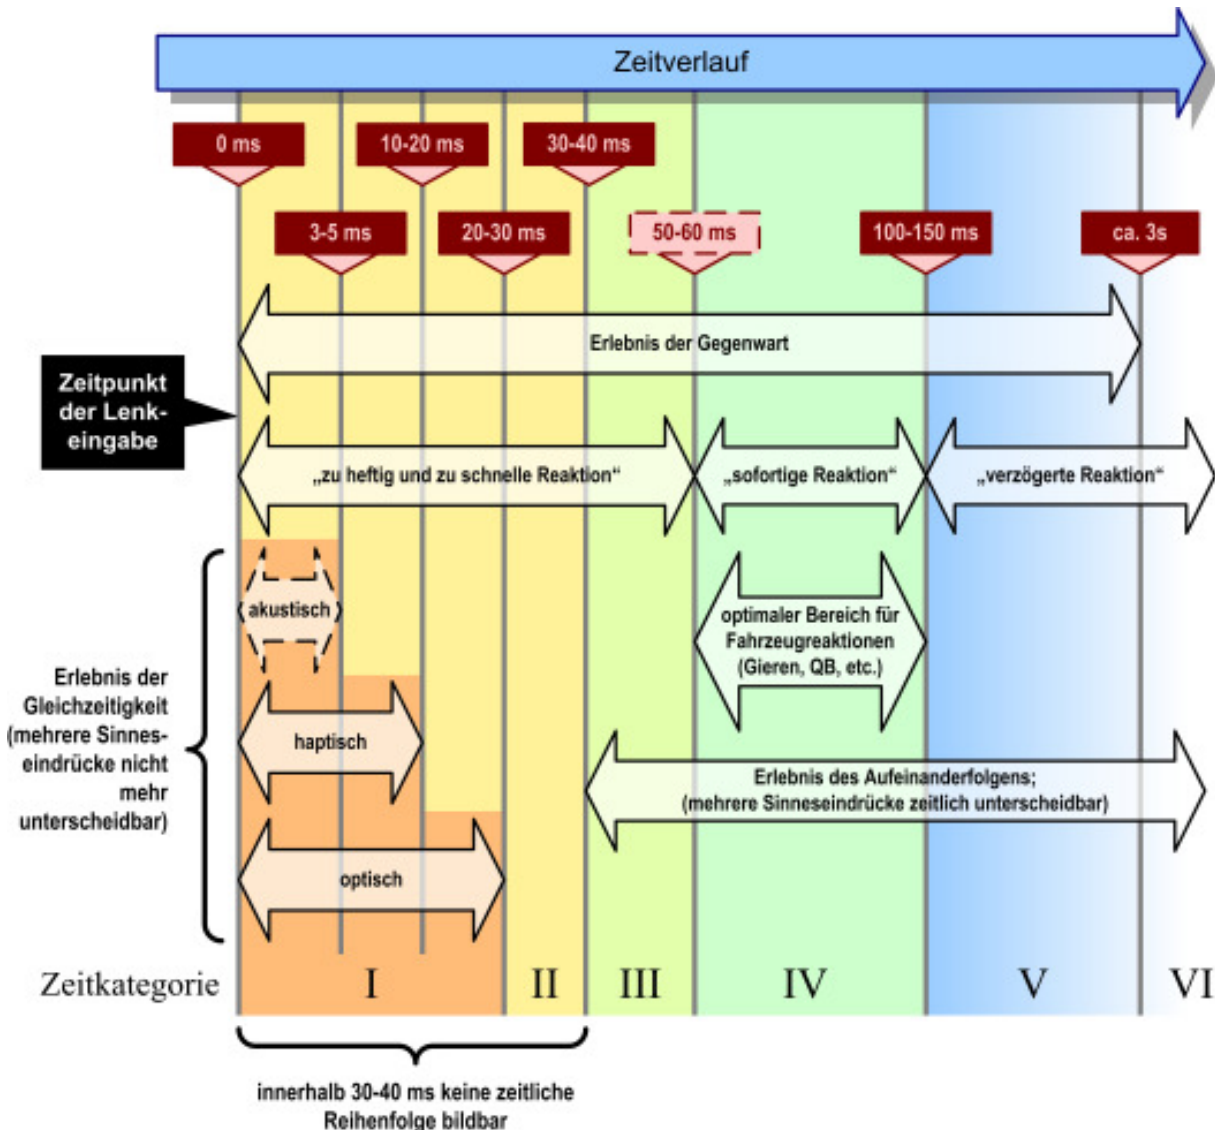 Zeitverlauf
0 ms
10-20 ms
30-40 ms
3-5 ms
20-30 ms
50-60 ms
100-150 ms
ca. 3s
Erlebnis der Gegenwart
Zeitpunkt
der Lenk-
eingabe
„zu heftig und zu schnelle Reaktion“
„sofortige Reaktion“
„verzögerte Reaktion“
akustisch
optimaler Bereich für
Fahrzeugreaktionen
(Gieren, QB, etc.)
Erlebnis der
Gleichzeitigkeit
(mehrere Sinnes-
eindrücke nicht
mehr
unterscheidbar)
haptisch
Erlebnis des Aufeinanderfolgens;
(mehrere Sinneseindrücke zeitlich unterscheidbar)
optisch
Zeitkategorie
I
II
III
IV
V
VI
innerhalb 30-40 ms keine zeitliche
Reihenfolge bildbar